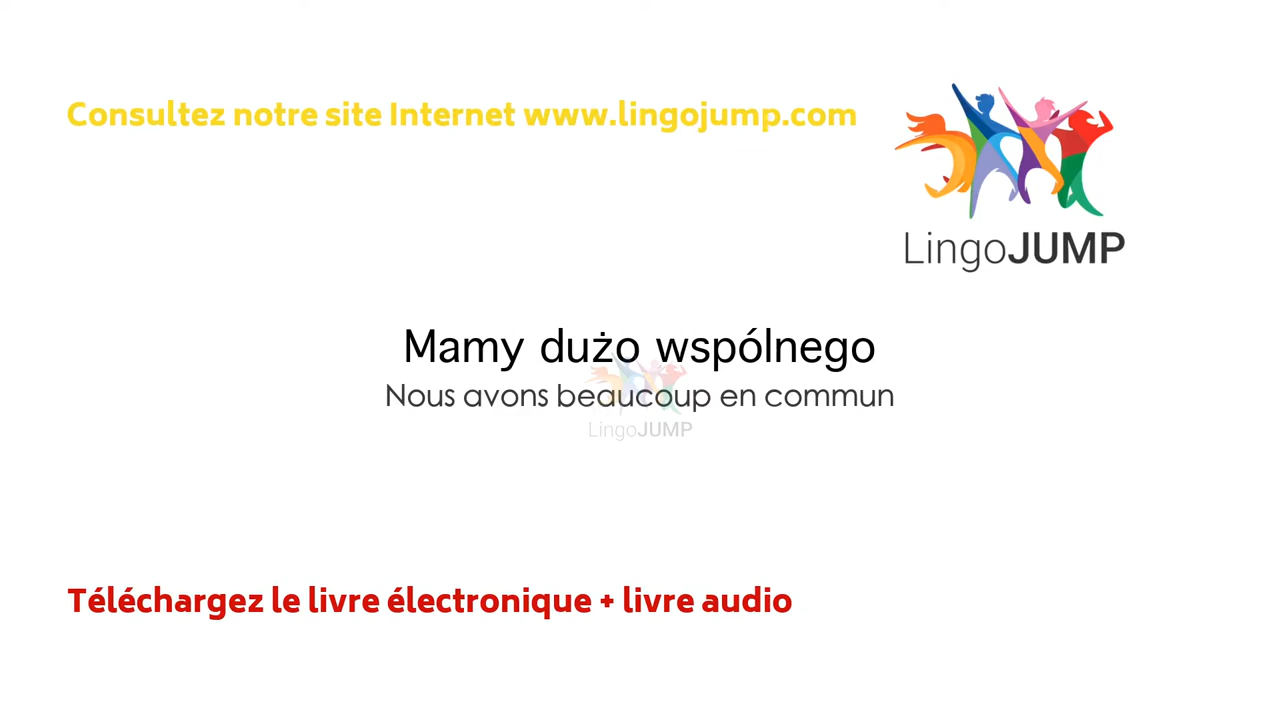 Consultez notre site Internet www.lingojump.com
LingoJUMP
Mamy dużo wspólnego
Nous avons beaucoup en commun
LingoJUMP
Téléchargez le livre électronique + livre audio